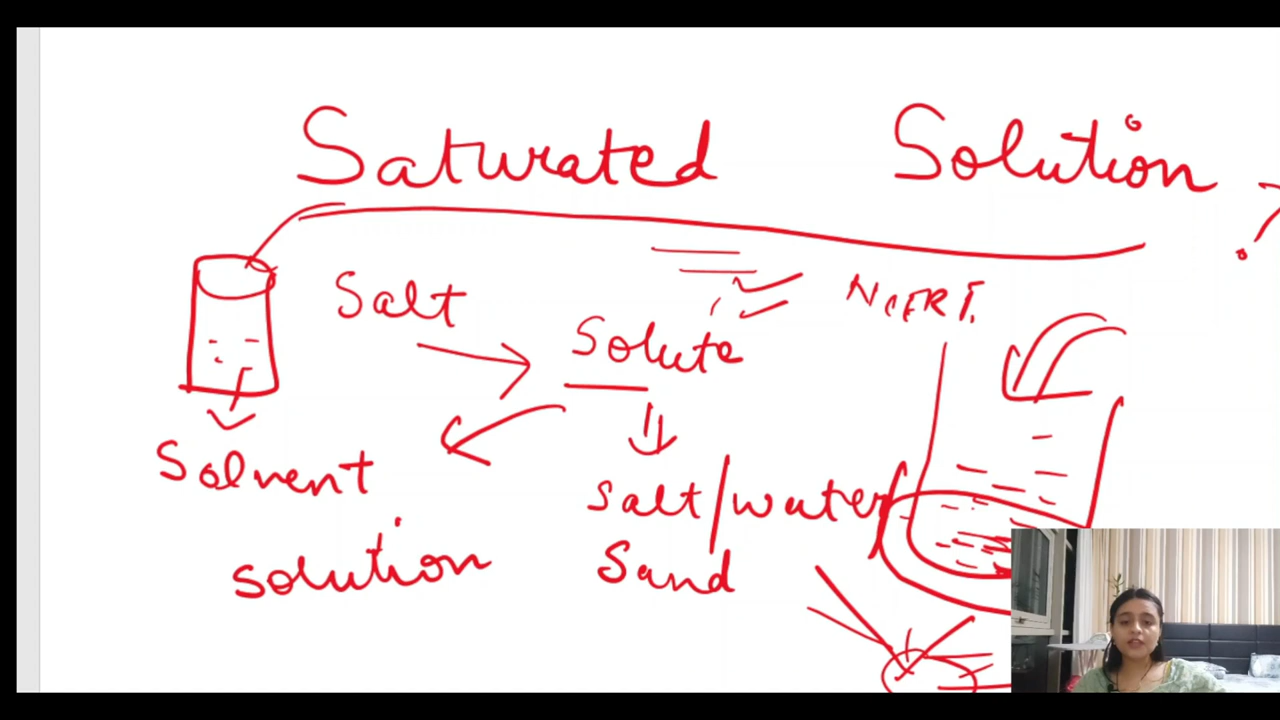 Saturated Solution ?
Salt
NCERT.
Solute
Solvent
Salt/water
solution
Sand